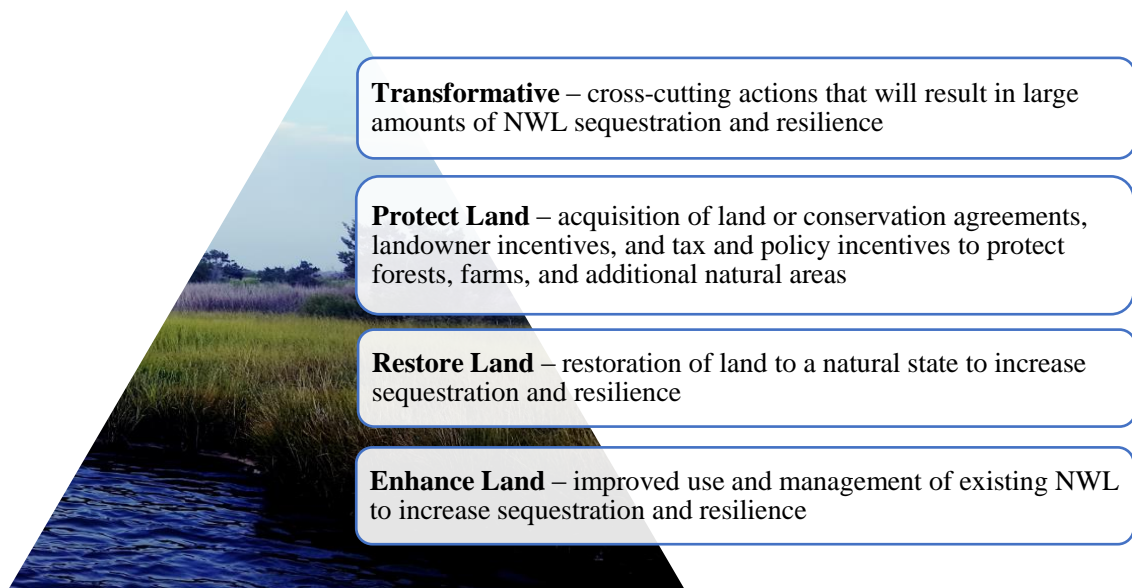 Transformative – cross-cutting actions that will result in large
amounts of NWL sequestration and resilience
Protect Land – acquisition of land or conservation agreements,
landowner incentives, and tax and policy incentives to protect
forests, farms, and additional natural areas
Restore Land – restoration of land to a natural state to increase
sequestration and resilience
Enhance Land – improved use and management of existing NWL
to increase sequestration and resilience